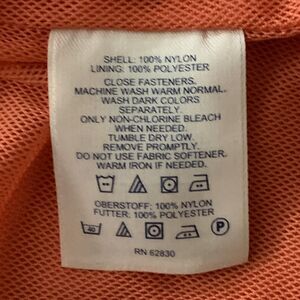 SHELL: 100% NYLON
LINING: 100% POLYESTER
CLOSE FASTENERS.
MACHINE WASH WARM NORMAL.
WASH DARK COLORS
SEPARATELY.
ONLY NON-CHLORINE BLEACH
WHEN NEEDED.
TUMBLE DRY LOW.
REMOVE PROMPTLY.
DO NOT USE FABRIC SOFTENER.
WARM IRON IF NEEDED.
OBERSTOFF: 100% NYLON
FUTTER: 100% POLYESTER
40 P
RN 62830